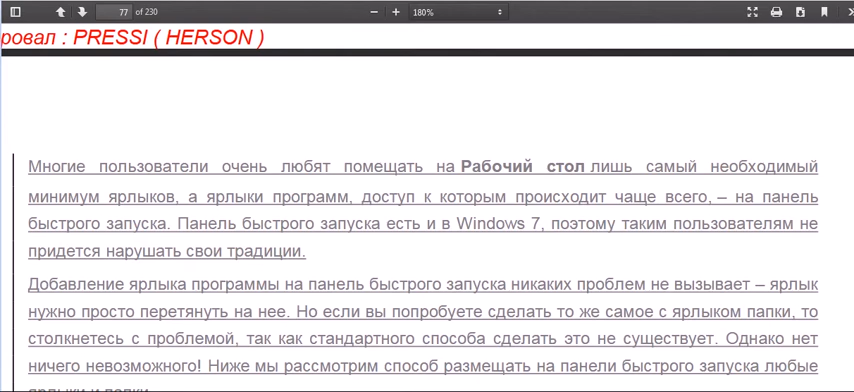 77 of 230 180%
ровал : PRESSI ( HERSON )
Многие пользователи очень любят помещать на Рабочий стол лишь самый необходимый
минимум ярлыков, а ярлыки программ, доступ к которым происходит чаще всего, – на панель
быстрого запуска. Панель быстрого запуска есть и в Windows 7, поэтому таким пользователям не
придется нарушать свои традиции.
Добавление ярлыка программы на панель быстрого запуска никаких проблем не вызывает – ярлык
нужно просто перетянуть на нее. Но если вы попробуете сделать то же самое с ярлыком папки, то
столкнетесь с проблемой, так как стандартного способа сделать это не существует. Однако нет
ничего невозможного! Ниже мы рассмотрим способ размещать на панели быстрого запуска любые
ярлыки и папки.